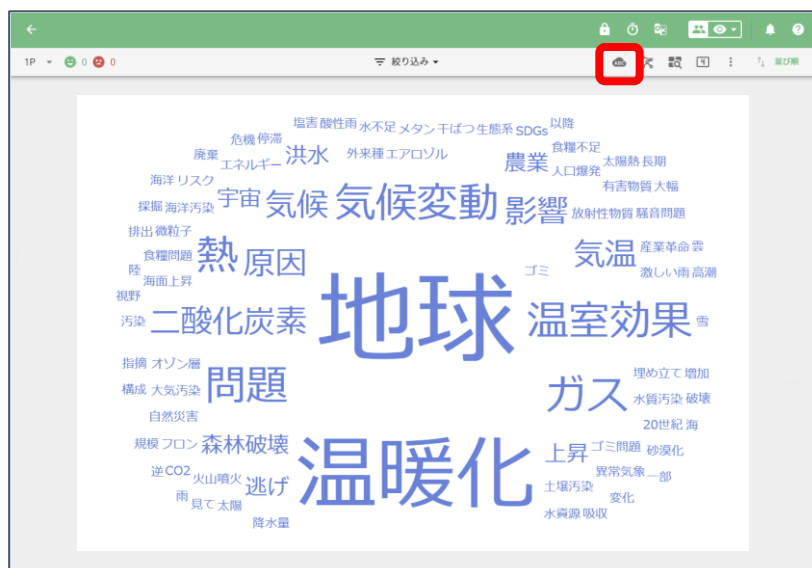 1P 0 0 絞り込み 並び順
塩害 酸性雨 水不足 メタン 干ばつ 生態系 SDGs 以降
危機 停滞 食糧不足
廃棄 エネルギー 洪水 外来種 エアロゾル 農業 人口爆発 太陽熱 長期
海洋 リスク 有害物質 大幅
採掘 海洋汚染 宇宙 気候 気候変動 影響 放射性物質 騒音問題
排出 微粒子
食糧問題 熱 原因 気温 産業革命 雲
陸 海面上昇 ゴミ 激しい雨 高潮
視野
汚染 二酸化炭素 地球 温室効果 雪
指摘 オゾン層 埋め立て 増加
構成 大気汚染 問題 ガス 水質汚染 破壊
自然災害 20世紀 海
規模 フロン 森林破壊 上昇 ゴミ問題 砂漠化
逆 CO2 火山噴火 逃げ 温暖化 異常気象 一部
雨 見て 太陽 土壌汚染 変化
降水量 水資源 吸収